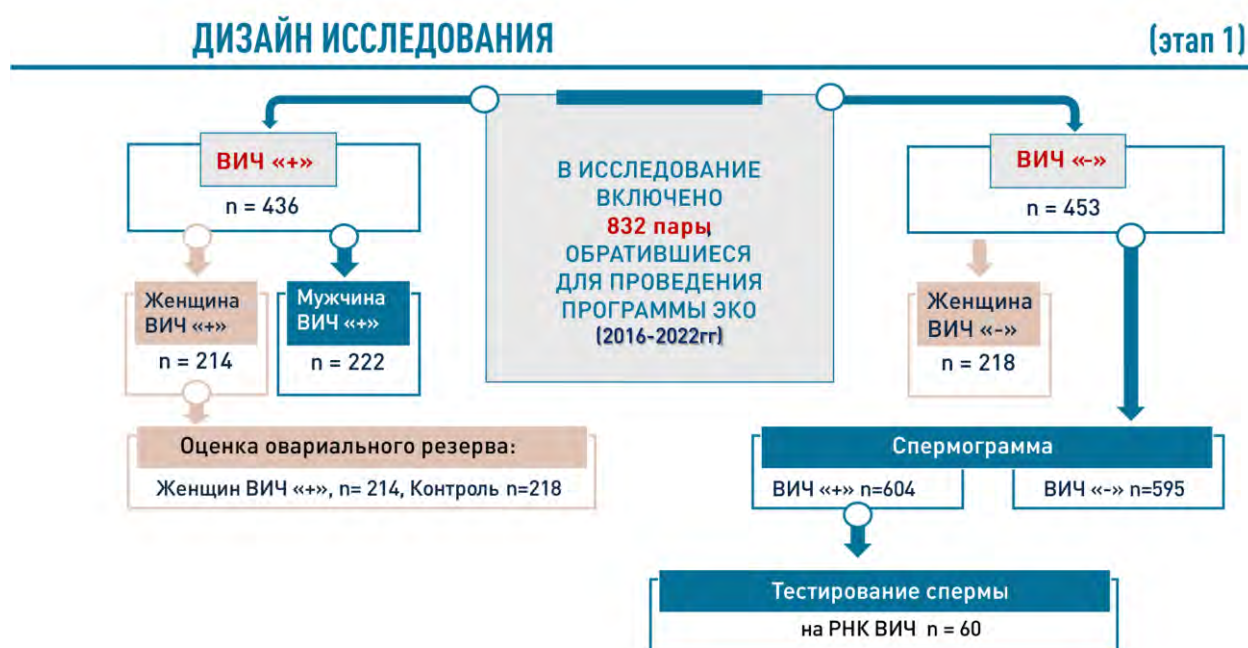 ДИЗАЙН ИССЛЕДОВАНИЯ
(этап 1)
В ИССЛЕДОВАНИЕ
ВКЛЮЧЕНО
832 пары,
ОБРАТИВШИЕСЯ
ДЛЯ ПРОВЕДЕНИЯ
ПРОГРАММЫ ЭКО
(2016-2022гг)
ВИЧ «+»
n = 436
Женщина
ВИЧ «+»
n = 214
Мужчина
ВИЧ «+»
n = 222
Оценка овариального резерва:
Женщин ВИЧ «+», n= 214, Контроль n=218
ВИЧ «-»
n = 453
Женщина
ВИЧ «-»
n = 218
Спермограмма
ВИЧ «+» n=604
ВИЧ «-» n=595
Тестирование спермы
на РНК ВИЧ n = 60